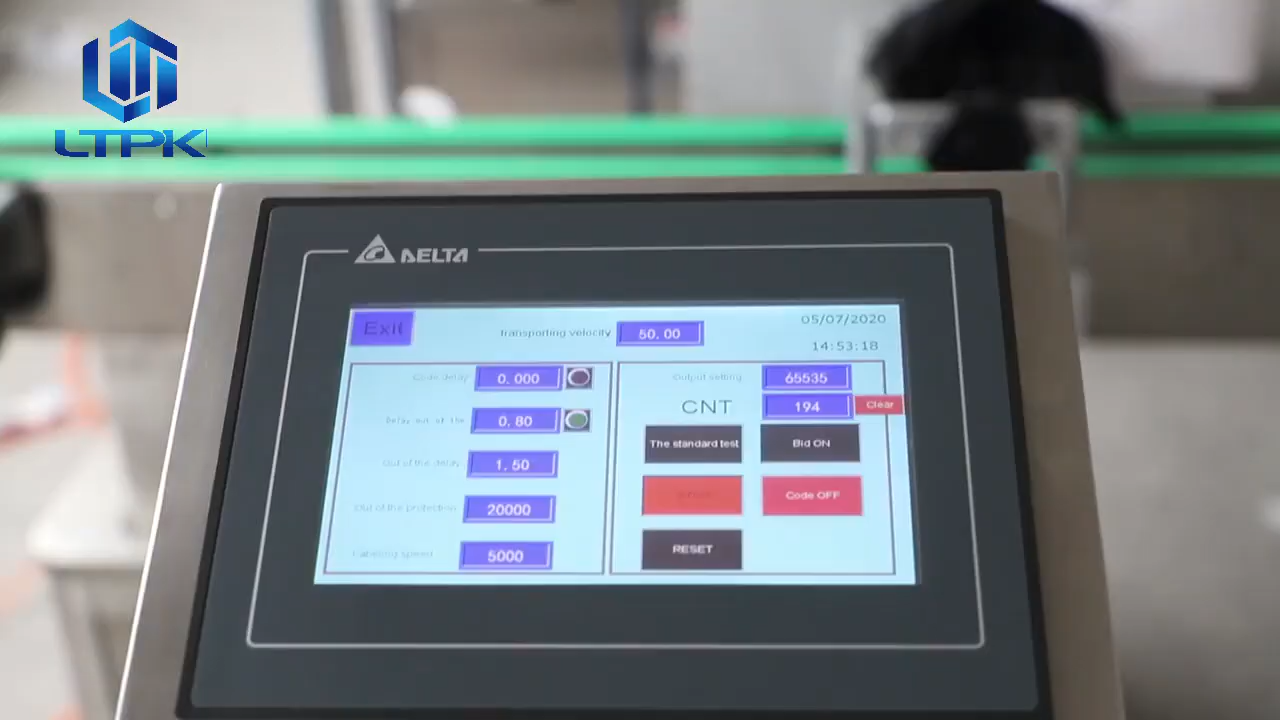 LTPK
DELTA
Exit
Transporting velocity
50.00
05/07/2020
14:53:18
Code delay
0.000
Delay out of the
0.80
Out of the delay
1.50
Out of the protection
20000
Labeling speed
5000
Output setting
65535
CNT
194
Clear
The standard test
Bid ON
Code OFF
RESET